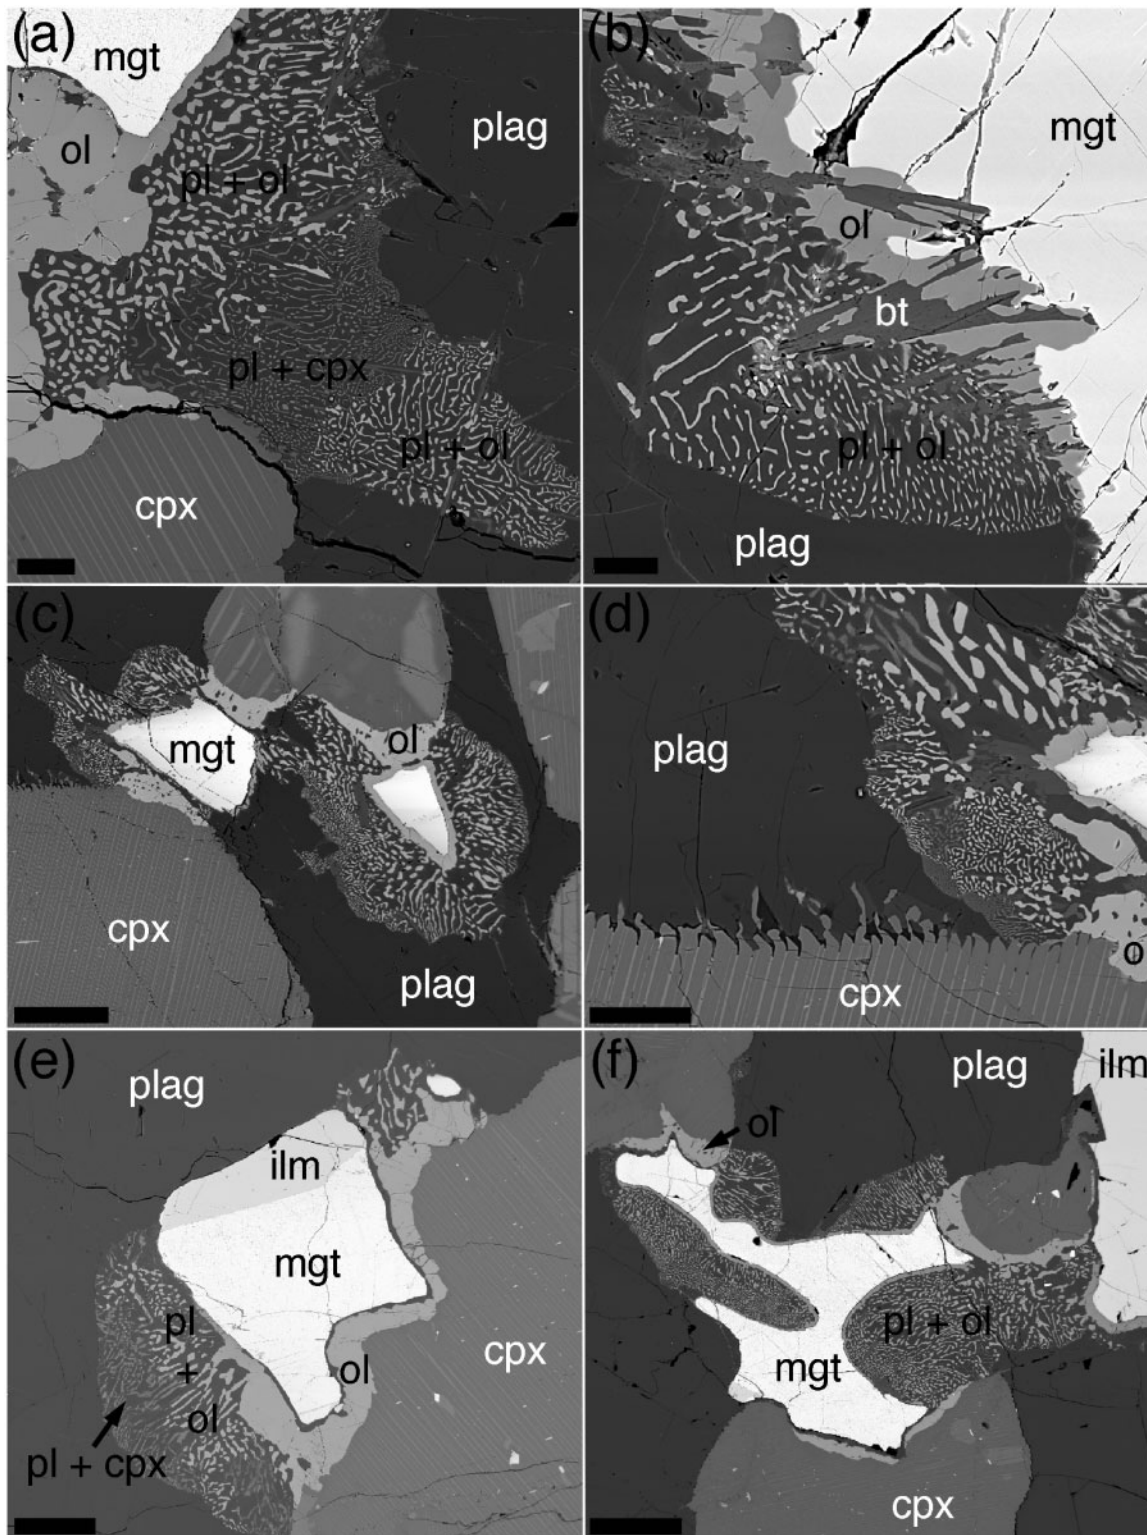 (a)
mgt
ol
plag
pl + ol
pl + cpx
pl + ol
cpx
(b)
mgt
ol
bt
pl + ol
plag
(c)
mgt
ol
cpx
plag
(d)
plag
o
cpx
(e)
plag
ilm
mgt
pl
+
ol
ol
cpx
pl + cpx
(f)
plag
ilm
ol
pl + ol
mgt
cpx